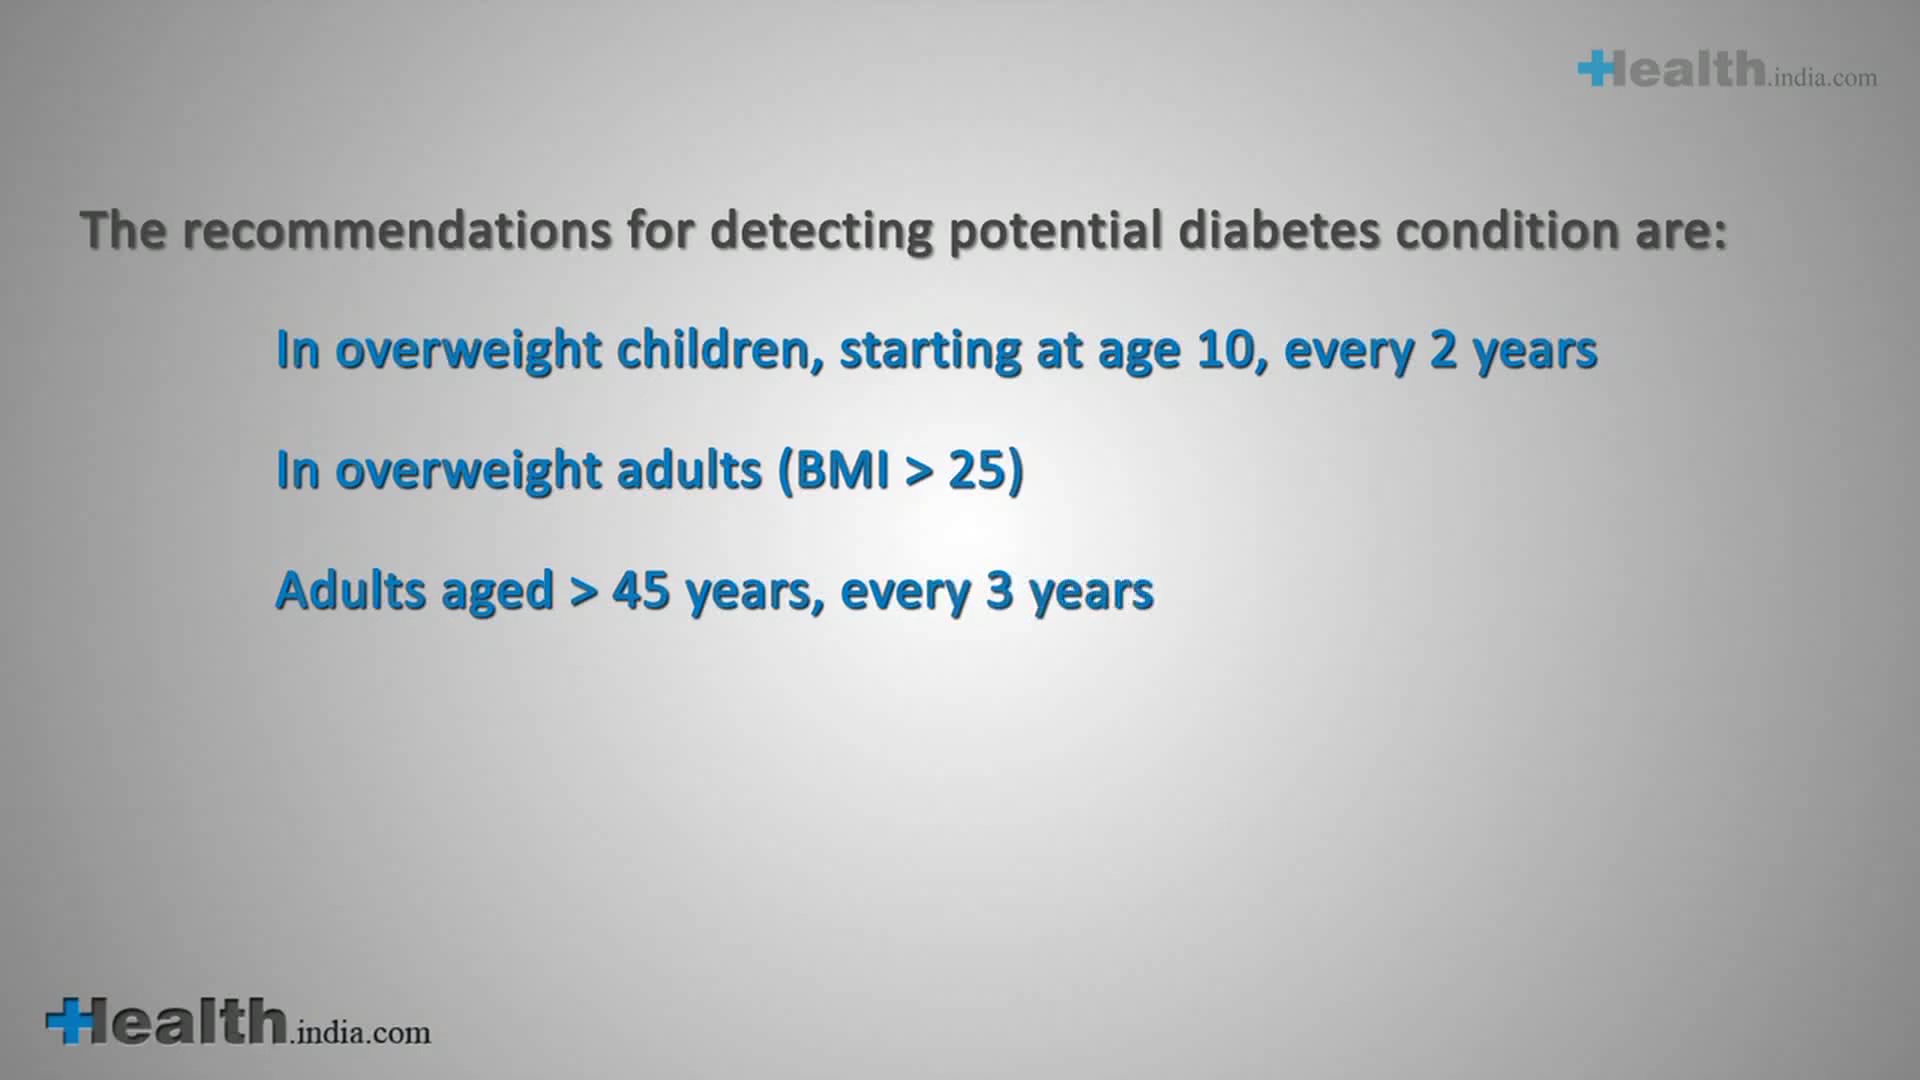 Health.india.com
The recommendations for detecting potential diabetes condition are:
In overweight children, starting at age 10, every 2 years
In overweight adults (BMI > 25)
Adults aged > 45 years, every 3 years
Health.india.com